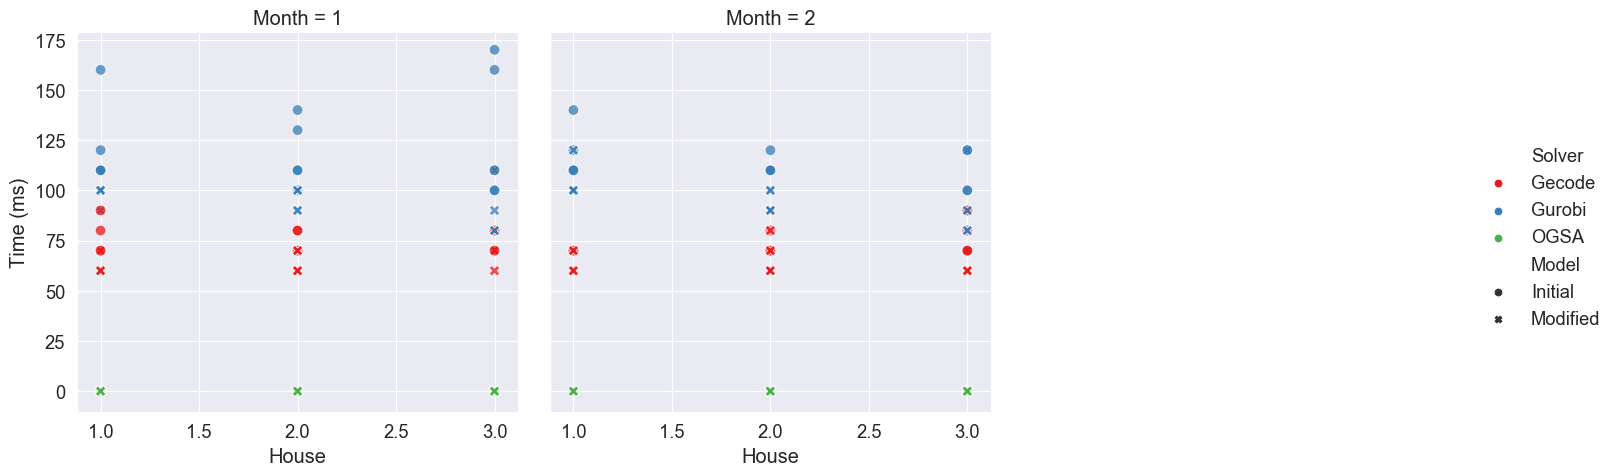 Month = 1
Month = 2
175
150
125
100
75
50
25
0
Time (ms)
1.0 1.5 2.0 2.5 3.0
1.0 1.5 2.0 2.5 3.0
House
House
Solver
Gecode
Gurobi
OGSA
Model
Initial
Modified